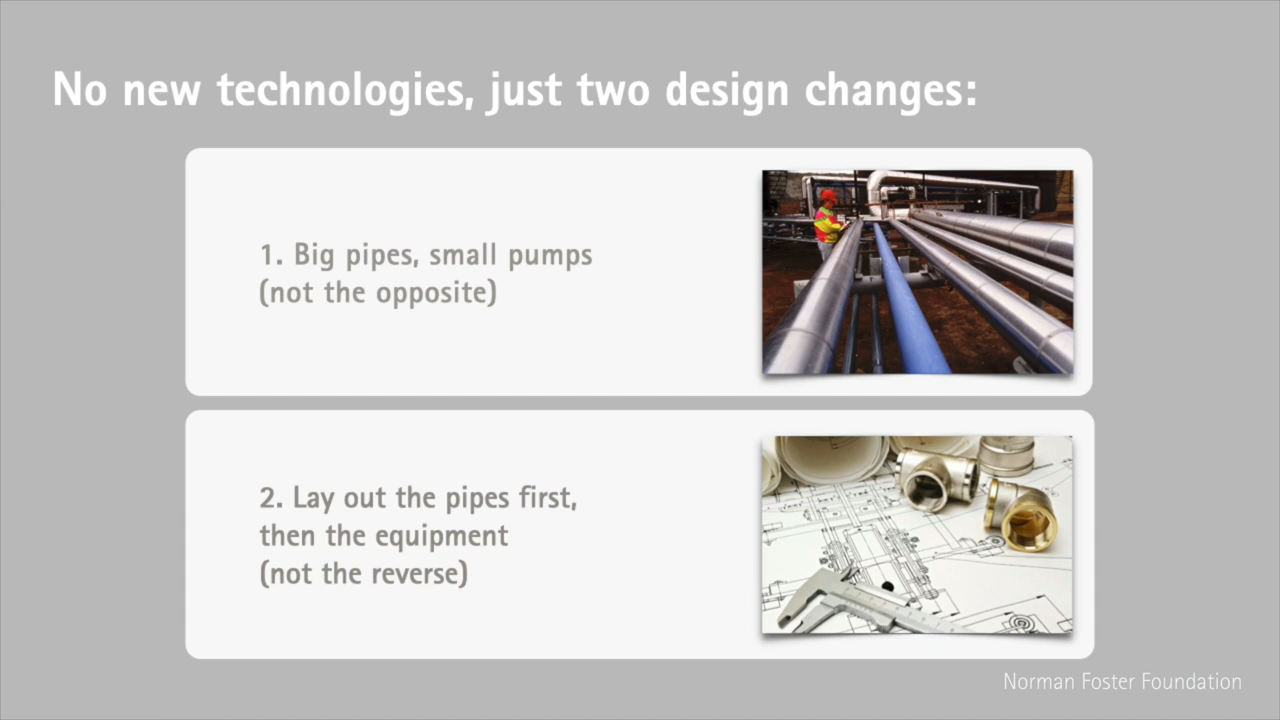 No new technologies, just two design changes:
1. Big pipes, small pumps
(not the opposite)
2. Lay out the pipes first,
then the equipment
(not the reverse)
Norman Foster Foundation